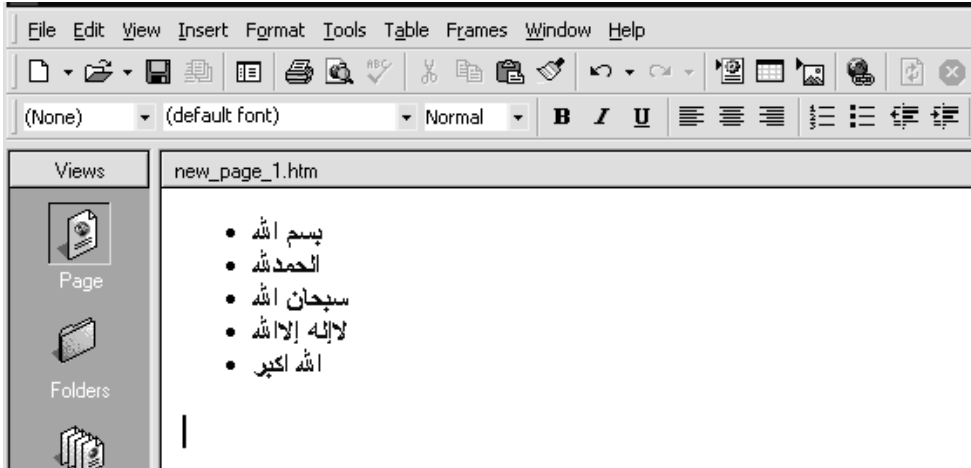 File Edit View Insert Format Tools Table Frames Window Help
(None) (default font) Normal B I U
Views new_page_1.htm
بسم الله
الحمدلله
سبحان الله
لاإله إلاالله
الله اكبر
Page
Folders